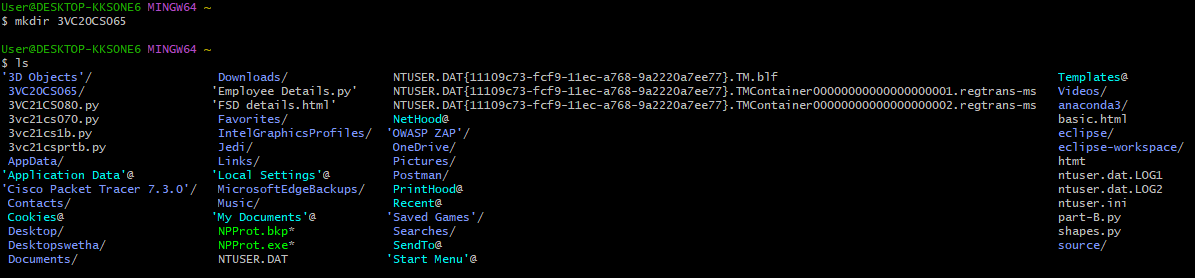 User@DESKTOP-KKSONE6 MINGW64 ~
$ mkdir 3VC20CS065
User@DESKTOP-KKSONE6 MINGW64 ~
$ ls
'3D Objects'/ Downloads/ NTUSER.DAT{11109c73-fcf9-11ec-a768-9a2220a7ee77}.TM.blf Templates@
3VC20CS065/ 'Employee Details.py' NTUSER.DAT{11109c73-fcf9-11ec-a768-9a2220a7ee77}.TMContainer00000000000000000001.regtrans-ms Videos/
3VC21CS080.py 'FSD details.html' NTUSER.DAT{11109c73-fcf9-11ec-a768-9a2220a7ee77}.TMContainer00000000000000000002.regtrans-ms anaconda3/
3vc21cs070.py Favorites/ NetHood@ basic.html
3vc21cs1b.py IntelGraphicsProfiles/ 'OWASP ZAP'/ eclipse/
3vc21csprtb.py Jedi/ OneDrive/ eclipse-workspace/
AppData/ Links/ Pictures/ htmt
'Application Data'@ 'Local Settings'@ Postman/ ntuser.dat.LOG1
'Cisco Packet Tracer 7.3.0'/ MicrosoftEdgeBackups/ PrintHood@ ntuser.dat.LOG2
Contacts/ Music/ Recent@ ntuser.ini
Cookies@ 'My Documents'@ 'Saved Games'/ part-B.py
Desktop/ NPProt.bkp* Searches/ shapes.py
Desktopswetha/ NPProt.exe* SendTo@ source/
Documents/ NTUSER.DAT 'Start Menu'@